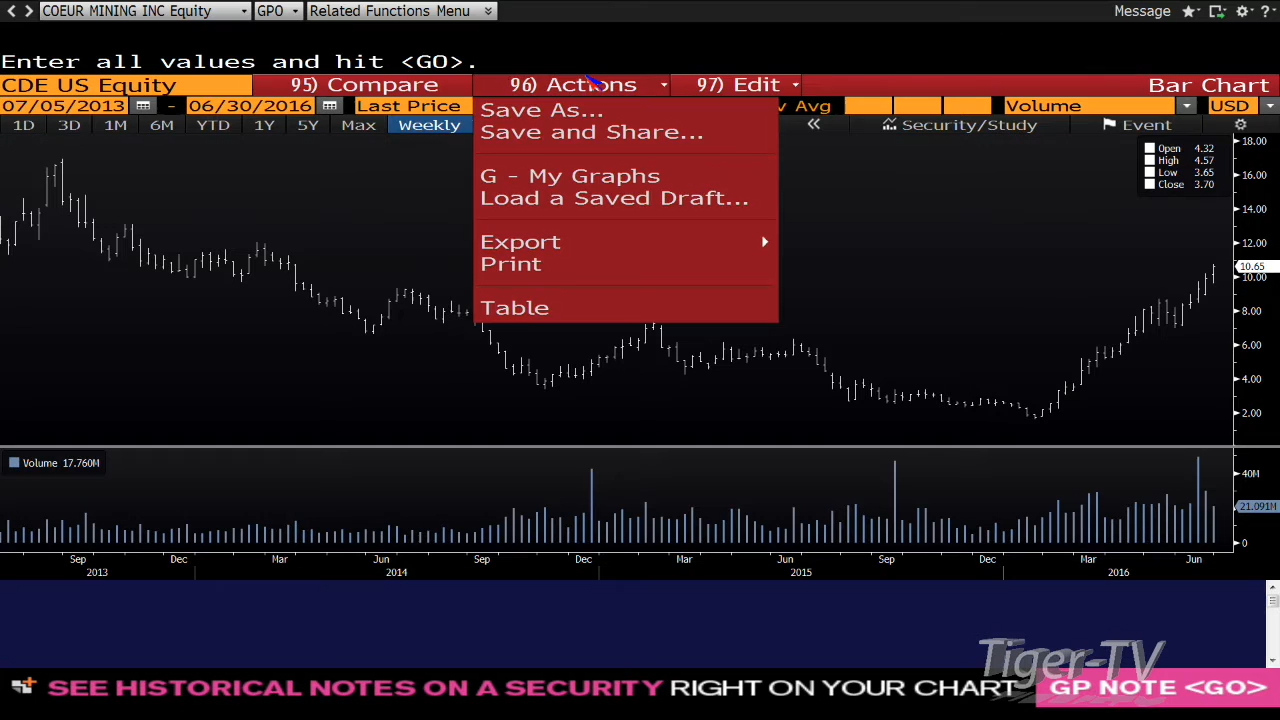 COEUR MINING INC Equity GPO Related Functions Menu Message ?
Enter all values and hit <GO>.
CDE US Equity 95) Compare 96) Actions 97) Edit Bar Chart
07/05/2013 - 06/30/2016 Last Price v Avg Volume USD
1D 3D 1M 6M YTD 1Y 5Y Max Weekly « Security/Study Event
Save As...
Save and Share...
G - My Graphs
Load a Saved Draft...
Export
Print
Table
Open 4.32
High 4.57
Low 3.65
Close 3.70
18.00
16.00
14.00
12.00
10.65
10.00
8.00
6.00
4.00
2.00
Volume 17.760M
40M
21.091M
0
Sep Dec Mar Jun Sep Dec Mar Jun Sep Dec Mar Jun
2013 2014 2015 2016
Tiger-TV
SEE HISTORICAL NOTES ON A SECURITY RIGHT ON YOUR CHART GP NOTE <GO>